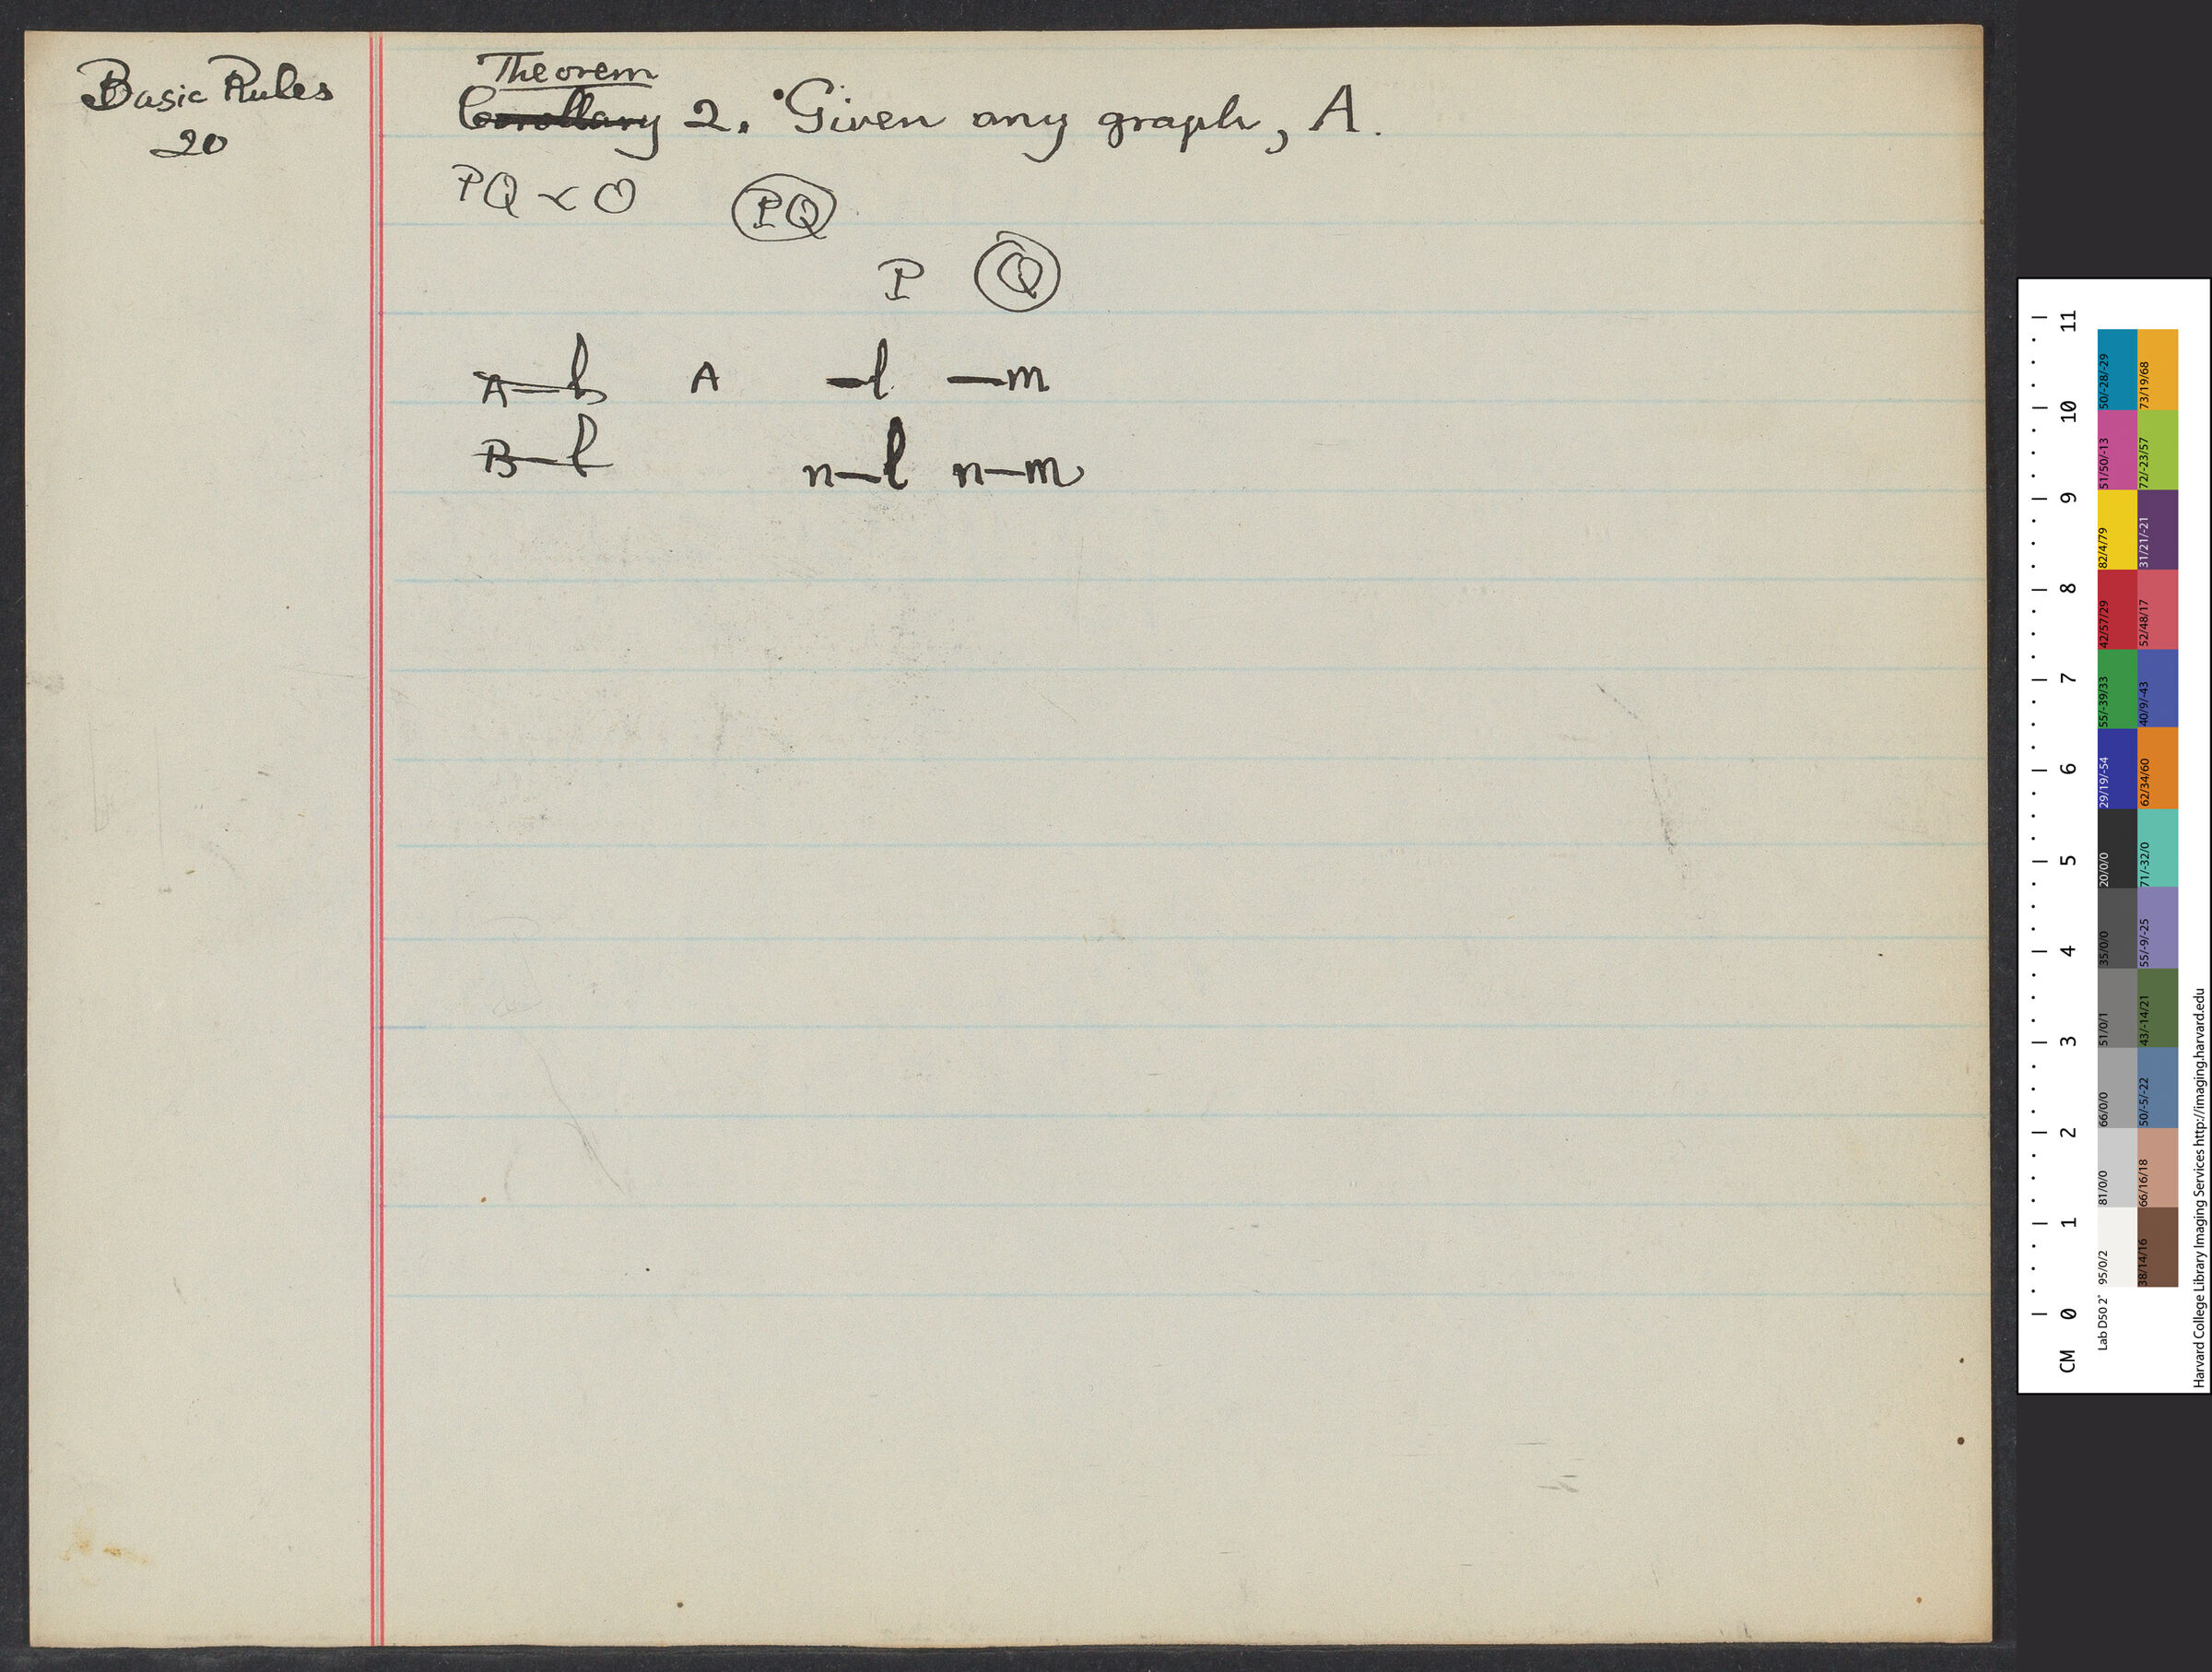 Basic Rules
20
Theorem
Corollary 2. Given any graph, A.
PQ ⤙ O PQ
P Q
A—b A —l —m
B—l n—l n—m
11
10
9
8
7
6
5
4
3
2
1
0
CM
50/-28/-29 73/19/68
51/50/-13 72/-23/57
82/4/79 31/21/-21
42/57/29 52/48/17
55/-39/33 40/9/-43
29/19/-54 62/34/60
20/0/0 71/-32/0
35/0/0 55/-9/-25
51/0/1 43/-14/21
66/0/0 50/-5/-22
81/0/0 66/16/18
95/0/2 38/14/16
Lab D50 2°
Harvard College Library Imaging Services http://imaging.harvard.edu